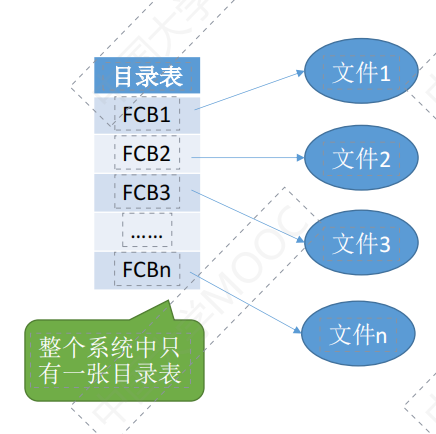 目录表
FCB1
FCB2
FCB3
……
FCBn
文件1
文件2
文件3
文件n
整个系统中只
有一张目录表